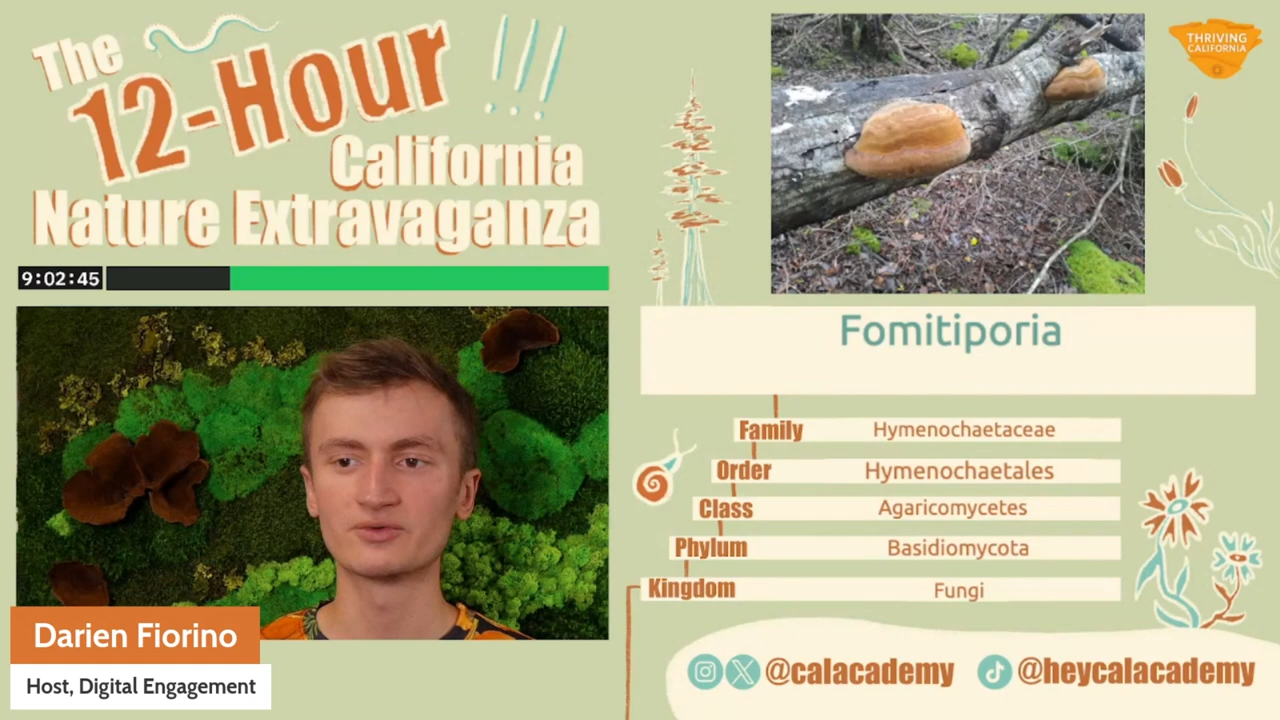 The
12-Hour !!!
California
Nature Extravaganza
THRIVING
CALIFORNIA
9:02:45
Fomitiporia
Family Hymenochaetaceae
Order Hymenochaetales
Class Agaricomycetes
Phylum Basidiomycota
Kingdom Fungi
Darien Fiorino
Host, Digital Engagement
@calacademy @heycalacademy